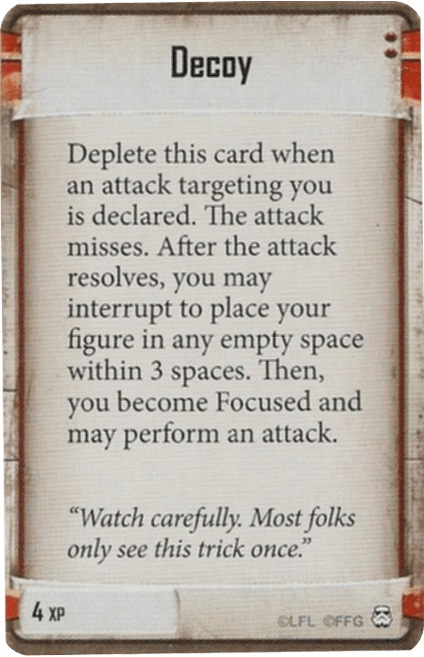 Decoy
Deplete this card when
an attack targeting you
is declared. The attack
misses. After the attack
resolves, you may
interrupt to place your
figure in any empty space
within 3 spaces. Then,
you become Focused and
may perform an attack.
“Watch carefully. Most folks
only see this trick once.”
4 XP
©LFL ©FFG